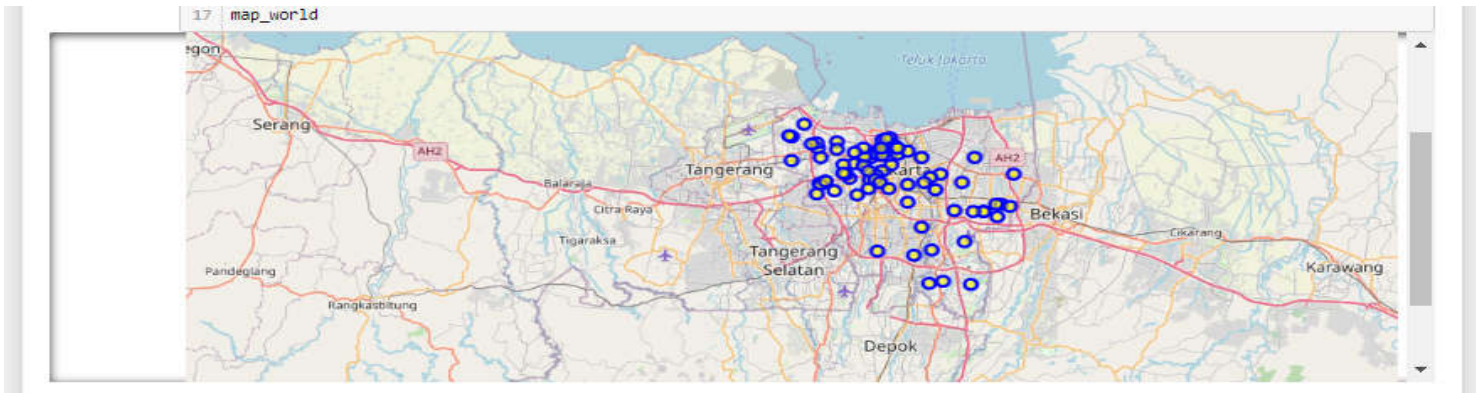 17 map_world
egon
Teluk Jakarta
Serang
AH2
AH2
Tangerang
karta
Balaraja
Citra Raya
Bekasi
Cikarang
Tigaraksa
Tangerang
Selatan
Pandeglang
Karawang
Rangkasbitung
Depok